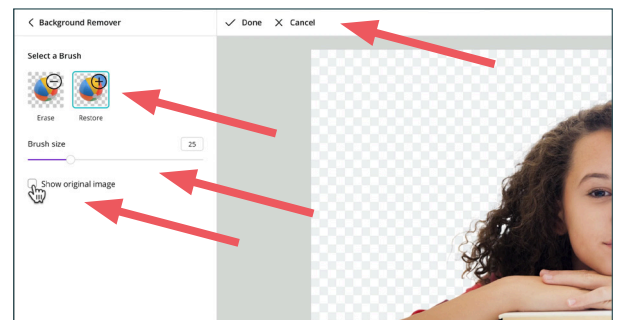 Background Remover
Done Cancel
Select a Brush
Erase Restore
Brush size 25
Show original image